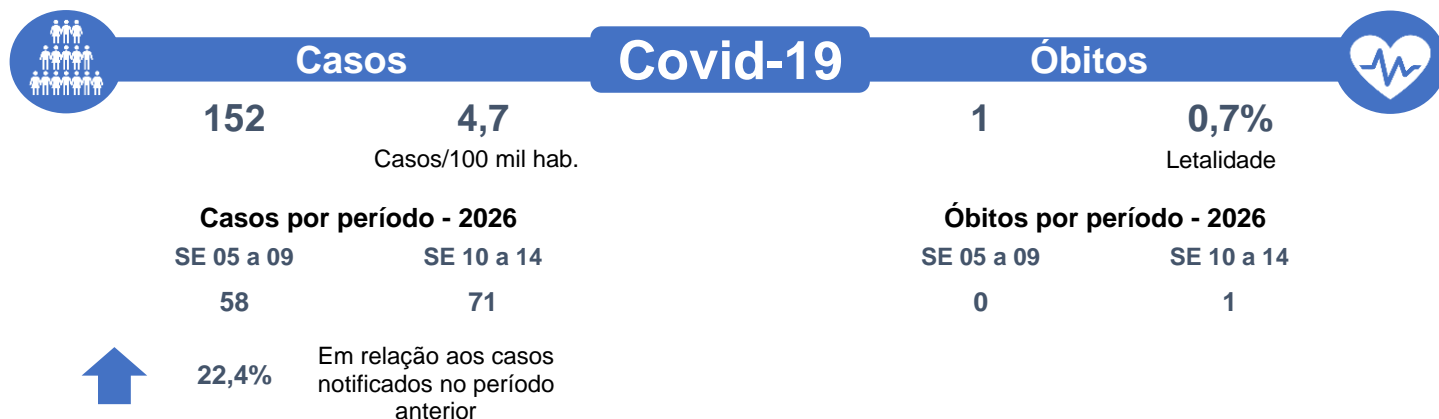 Covid-19
Casos
152
4,7
Casos/100 mil hab.
Casos por período - 2026
SE 05 a 09
SE 10 a 14
58
71
22,4%
Em relação aos casos
notificados no período
anterior
Óbitos
1
0,7%
Letalidade
Óbitos por período - 2026
SE 05 a 09
SE 10 a 14
0
1